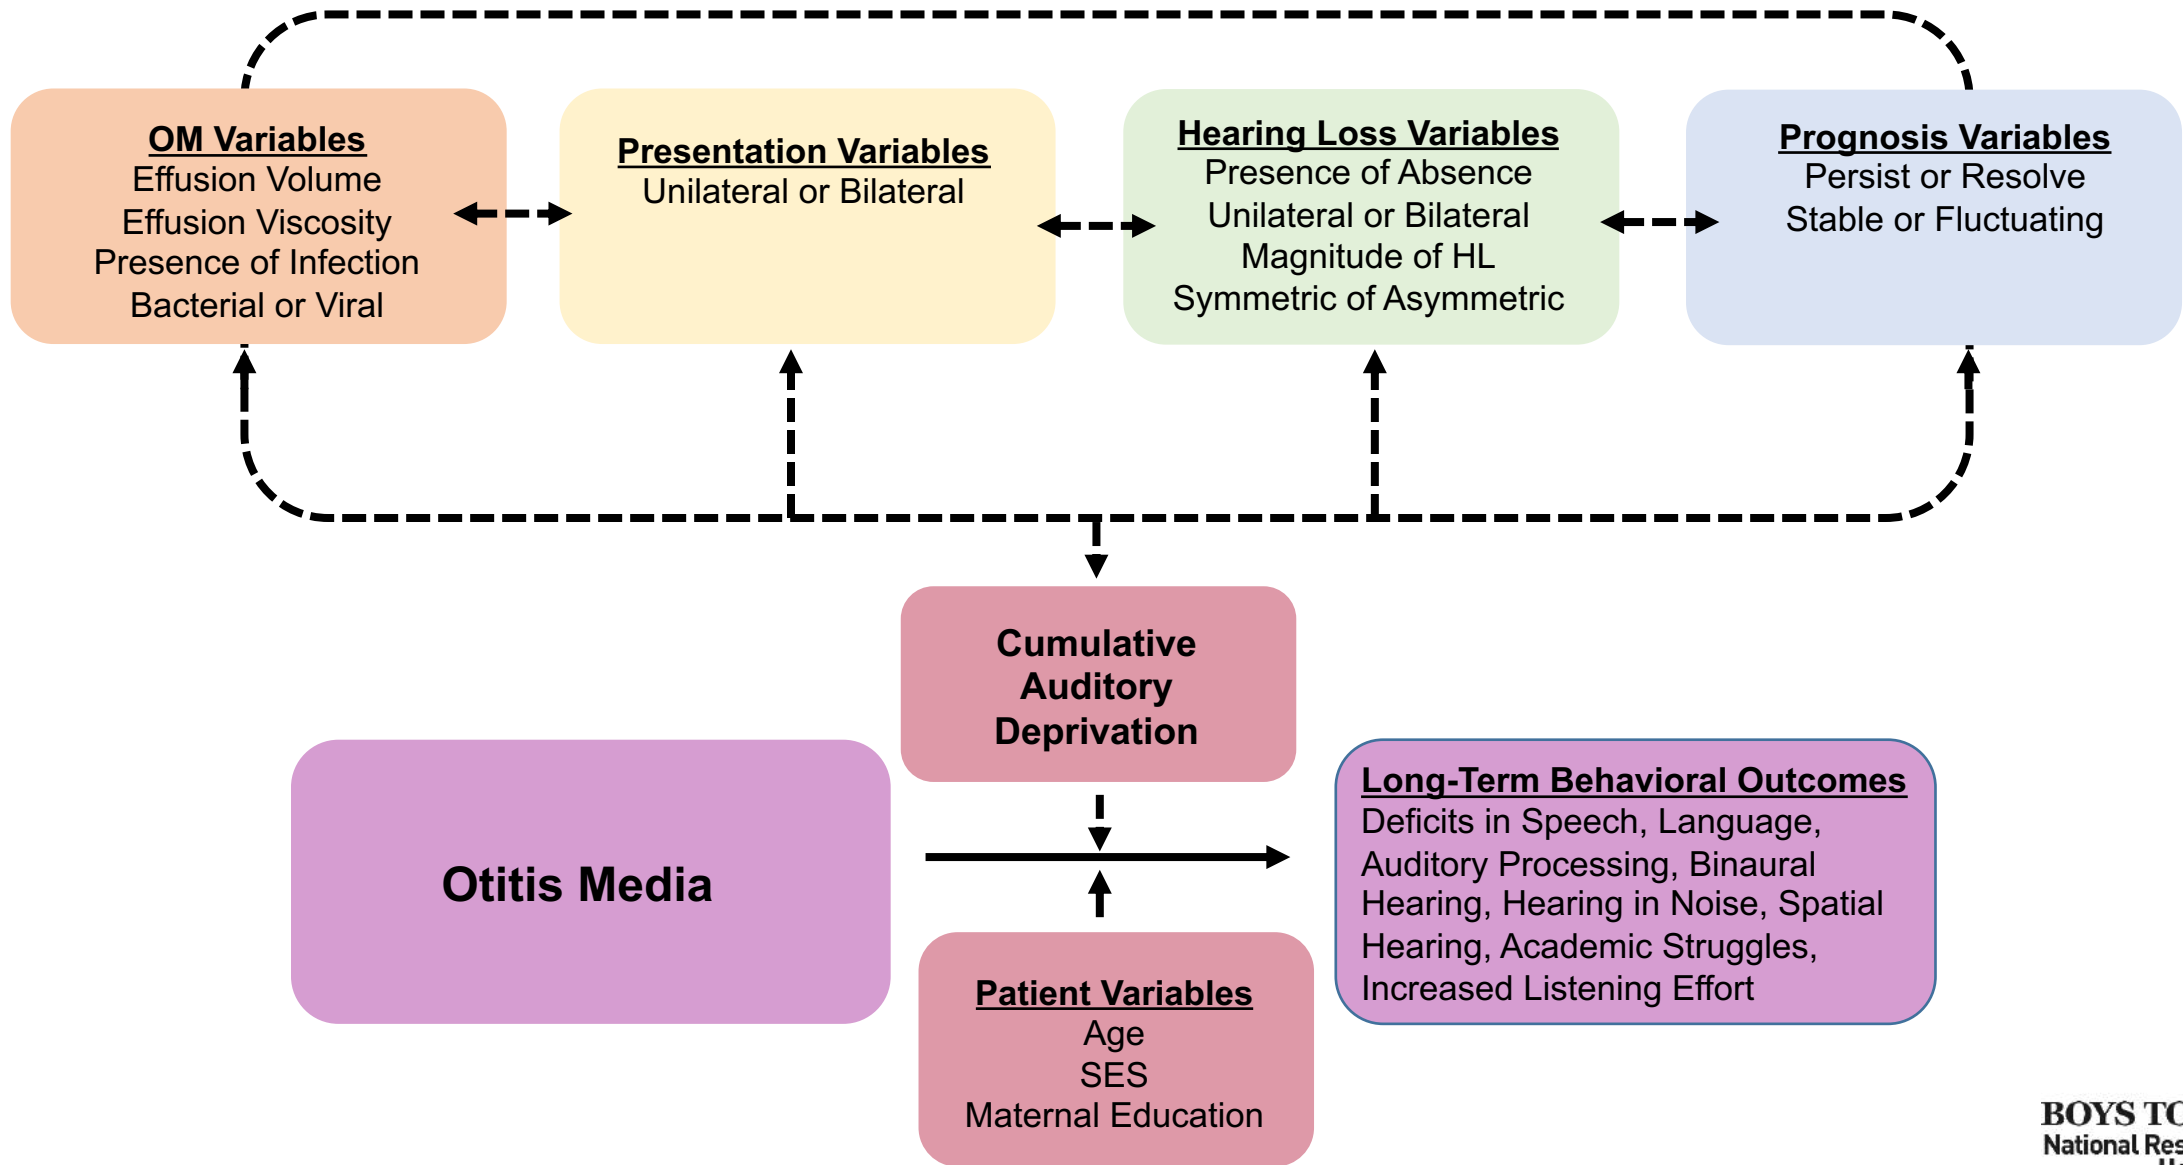 OM Variables
Effusion Volume
Effusion Viscosity
Presence of Infection
Bacterial or Viral
Presentation Variables
Unilateral or Bilateral
Hearing Loss Variables
Presence of Absence
Unilateral or Bilateral
Magnitude of HL
Symmetric of Asymmetric
Prognosis Variables
Persist or Resolve
Stable or Fluctuating
Cumulative
Auditory
Deprivation
Otitis Media
Long-Term Behavioral Outcomes
Deficits in Speech, Language,
Auditory Processing, Binaural
Hearing, Hearing in Noise, Spatial
Hearing, Academic Struggles,
Increased Listening Effort
Patient Variables
Age
SES
Maternal Education
BOYS
National